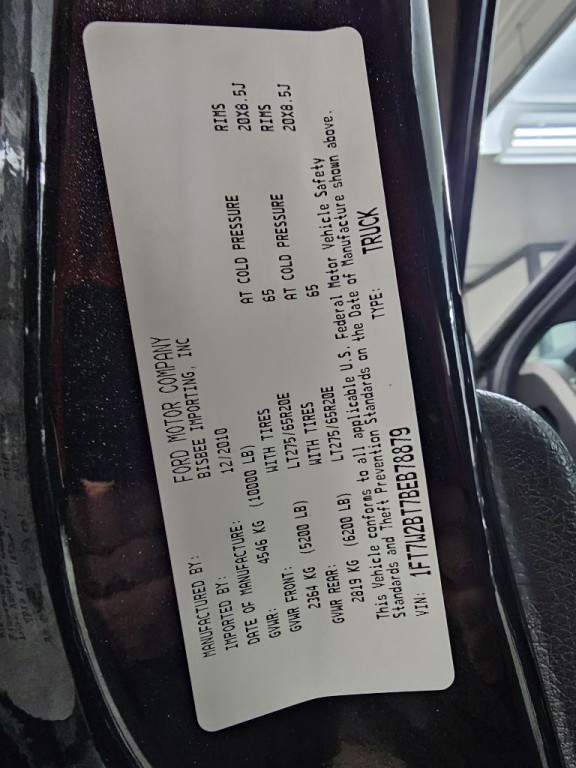 MANUFACTURED BY: FORD MOTOR COMPANY
IMPORTED BY: BISBEE IMPORTING, INC
DATE OF MANUFACTURE: 12/2010
GVWR: 4546 KG (10000 LB)
GVWR FRONT: WITH TIRES AT COLD PRESSURE RIMS
2364 KG (5200 LB) LT275/65R20E 65 20X8.5J
GVWR REAR: WITH TIRES AT COLD PRESSURE RIMS
2819 KG (6200 LB) LT275/65R20E 65 20X8.5J
This Vehicle conforms to all applicable U.S. Federal Motor Vehicle Safety
Standards and Theft Prevention Standards on the Date of Manufacture shown above.
VIN: 1FT7W2BT7BEB78879 TYPE: TRUCK